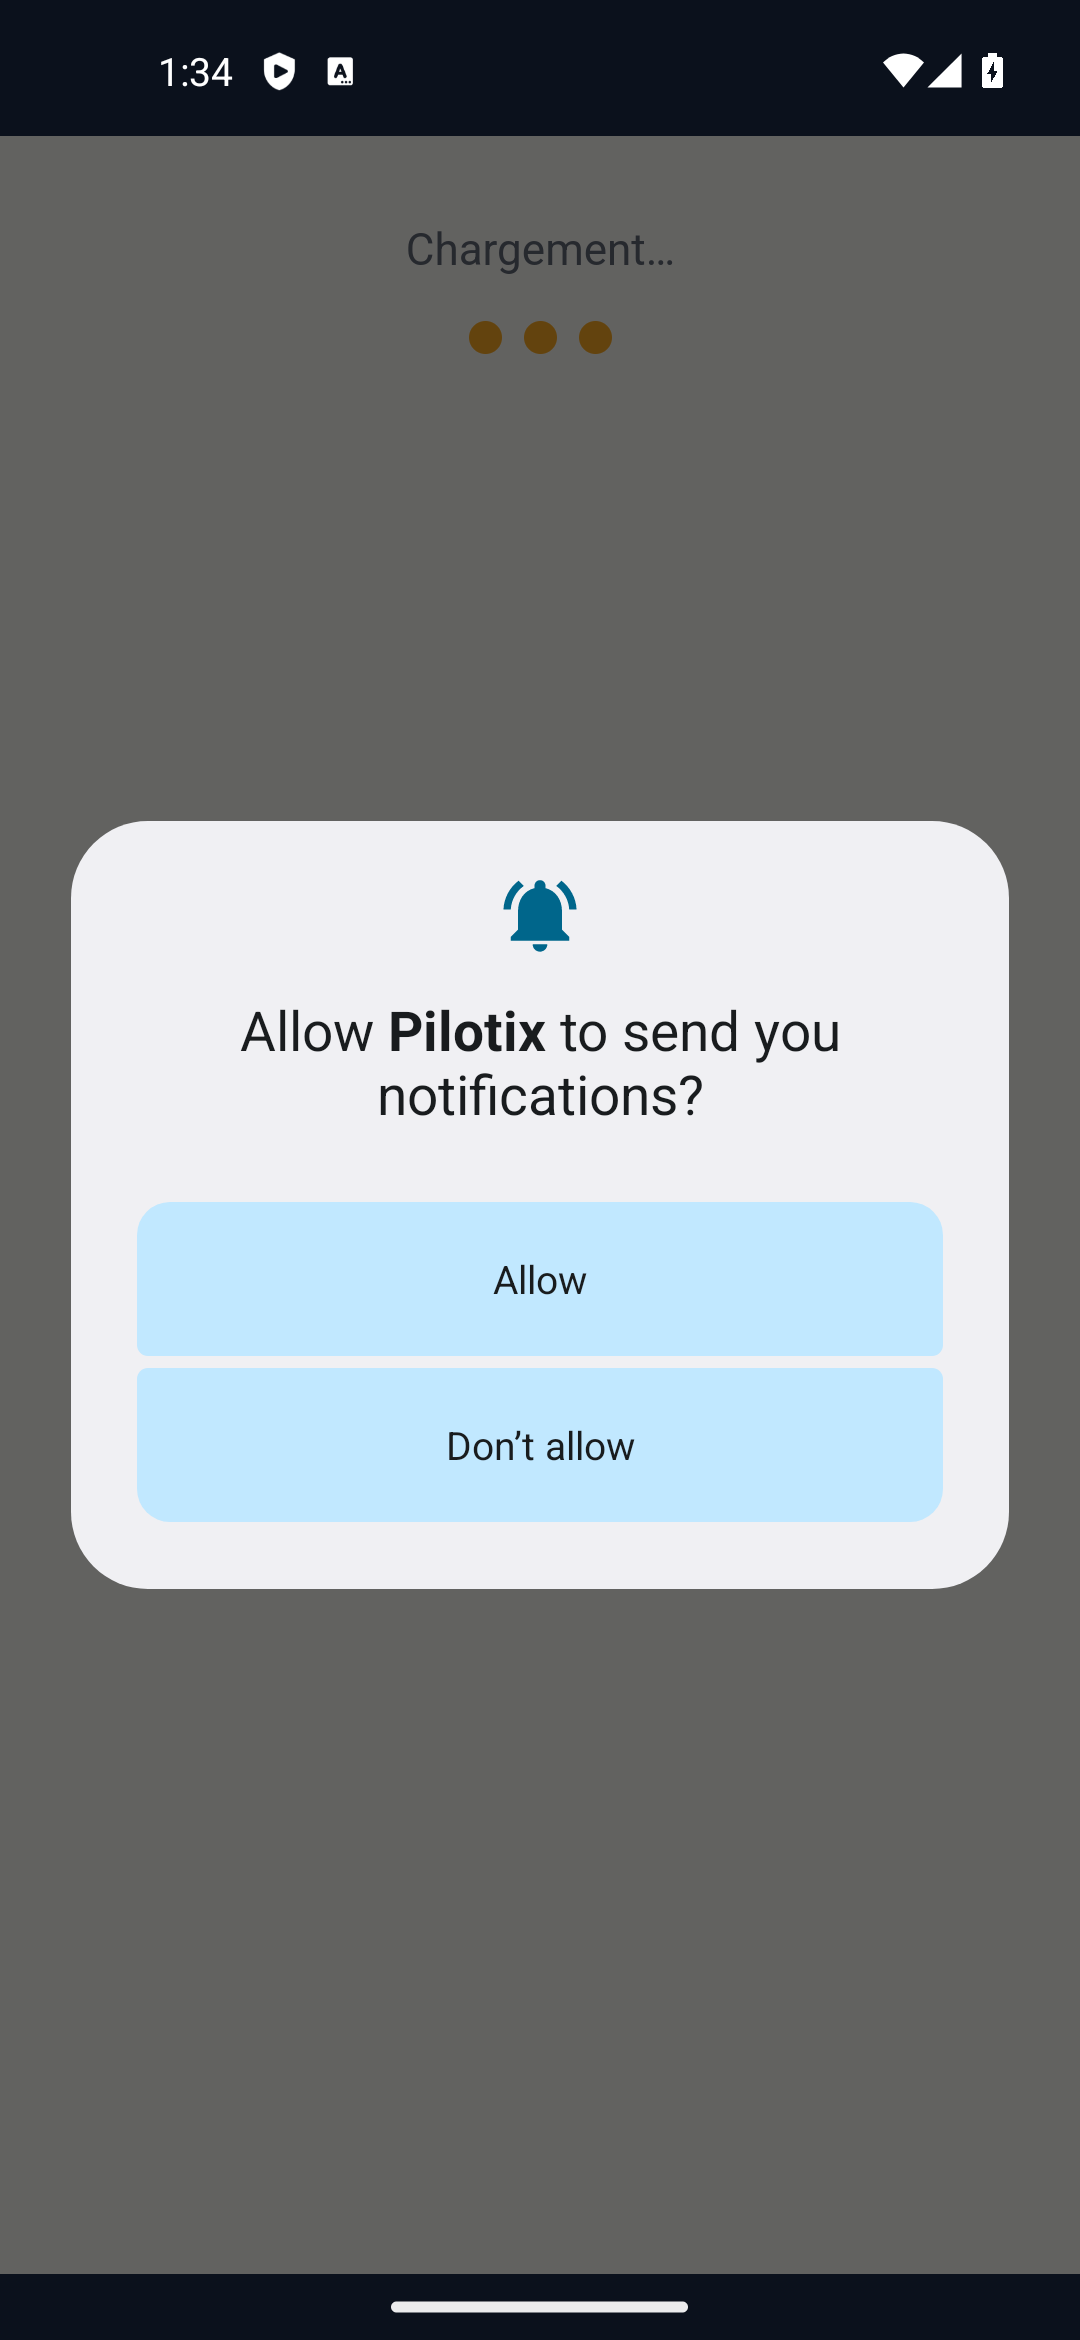 1:34
Chargement…
Allow Pilotix to send you
notifications?
Allow
Don’t allow